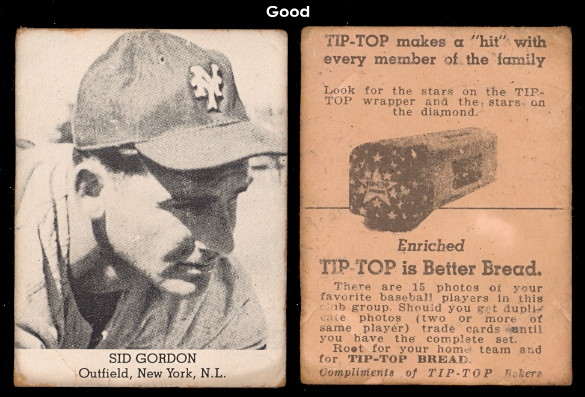 Good
NY
SID GORDON
Outfield, New York, N.L.
TIP-TOP makes a "hit" with
every member of the family
Look for the stars on the TIP-
TOP wrapper and the stars on
the diamond.
Enriched
TIP-TOP is Better Bread.
There are 15 photos of your
favorite baseball players in this
club group. Should you get dupli-
cate photos (two or more of
same player) trade cards until
you have the complete set.
Root for your home team and
for TIP-TOP BREAD.
Compliments of TIP-TOP Bakers